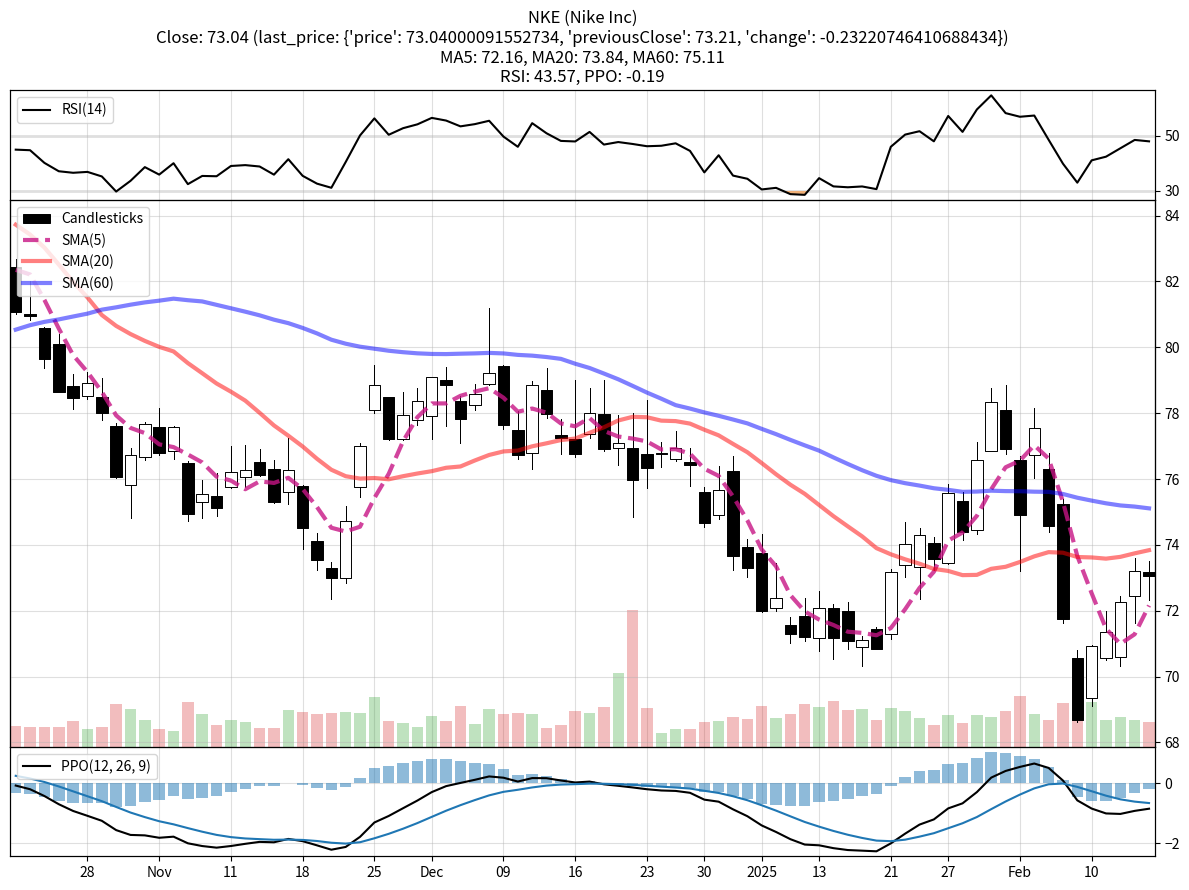 NKE (Nike Inc)
Close: 73.04 (last_price: {'price': 73.04000091552734, 'previousClose': 73.21, 'change': -0.23220746410688434})
MA5: 72.16, MA20: 73.84, MA60: 75.11
RSI: 43.57, PPO: -0.19
RSI(14)
50
30
Candlesticks
SMA(5)
SMA(20)
SMA(60)
84
82
80
78
76
74
72
70
68
PPO(12, 26, 9)
0
−2
28 Nov 11 18 25 Dec 09 16 23 30 2025 13 21 27 Feb 10